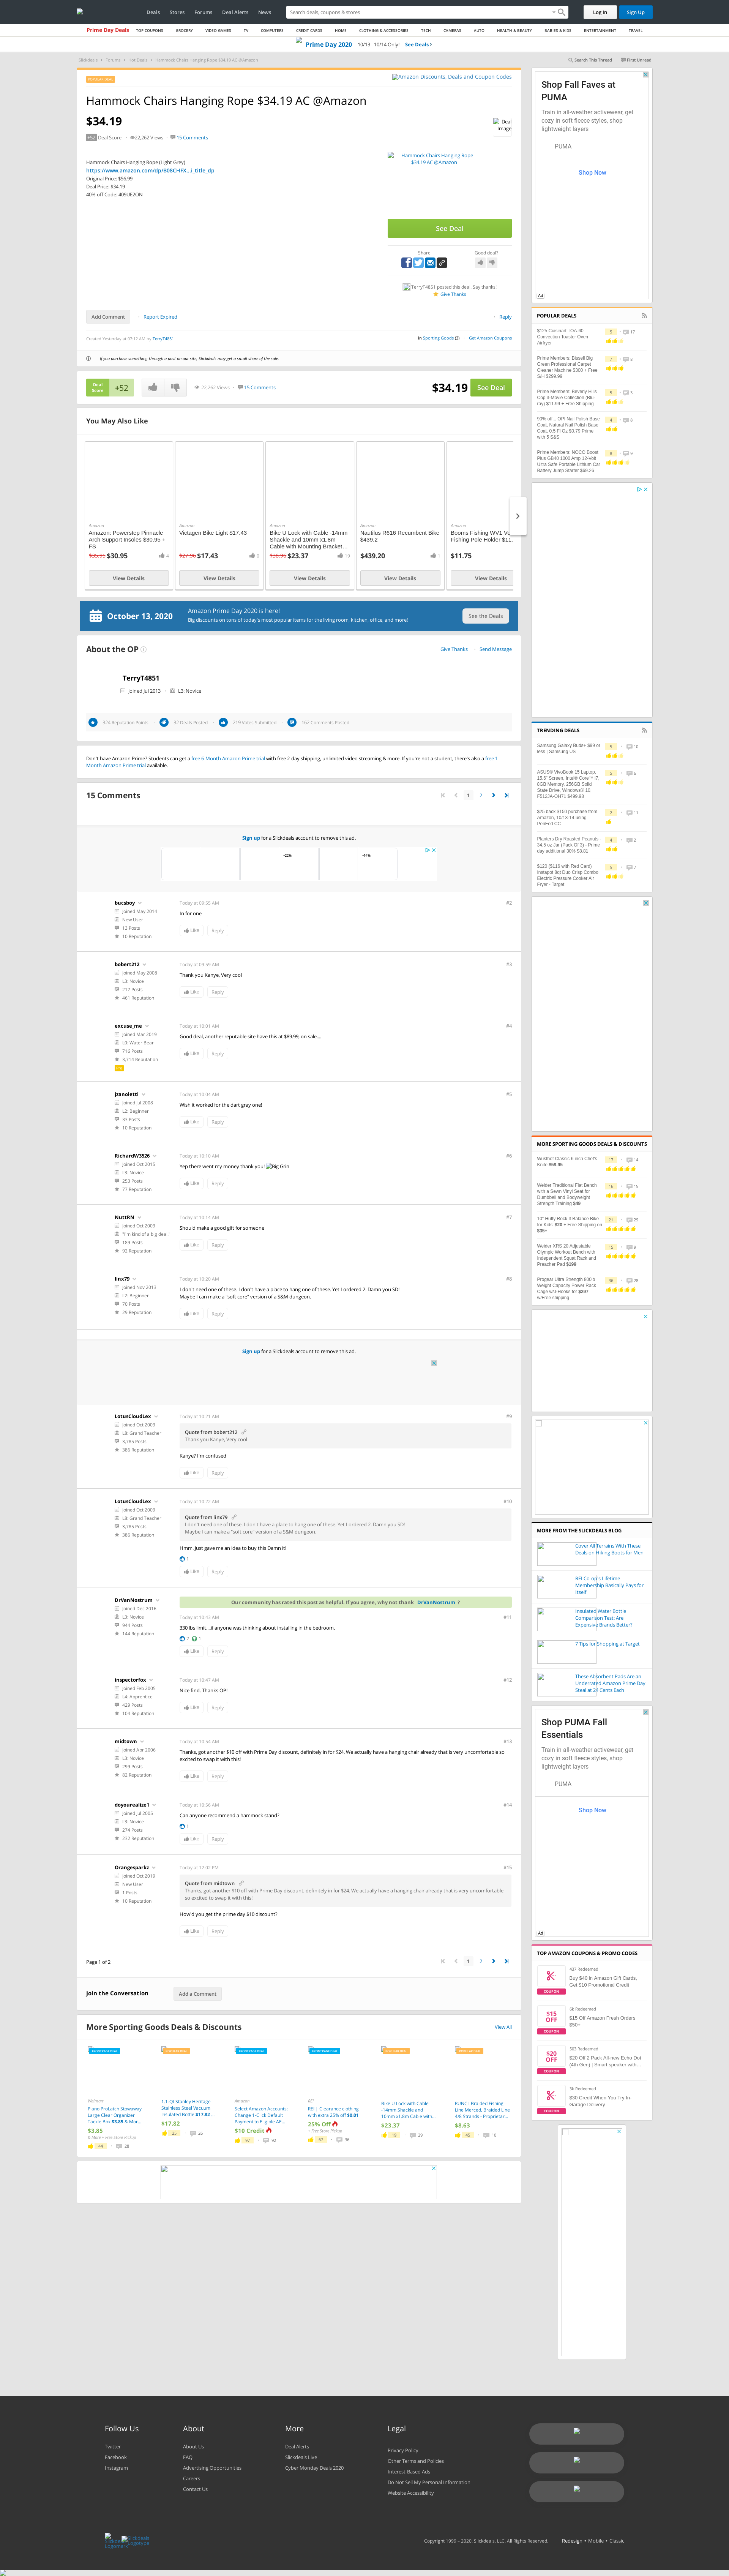 Deals
Stores
Forums
Deal Alerts
News
Search deals, coupons & stores
Log In
Sign Up
Prime Day Deals
TOP COUPONS
GROCERY
VIDEO GAMES
TV
COMPUTERS
CREDIT CARDS
HOME
CLOTHING & ACCESSORIES
TECH
CAMERAS
AUTO
HEALTH & BEAUTY
BABIES & KIDS
ENTERTAINMENT
TRAVEL
Prime Day 2020 10/13 - 10/14 Only! See Deals
Slickdeals
Forums
Hot Deals
Hammock Chairs Hanging Rope $34.19 AC @Amazon
Search This Thread
First Unread
Amazon Discounts, Deals and Coupon Codes
Hammock Chairs Hanging Rope $34.19 AC @Amazon
$34.19
Deal Image
+52 Deal Score
22,262 Views
15 Comments
Hammock Chairs Hanging Rope (Light Grey)
https://www.amazon.com/dp/B08CHFX...i_title_dp
Original Price: $56.99
Deal Price: $34.19
40% off Code: 409UE2ON
Hammock Chairs Hanging Rope $34.19 AC @Amazon
See Deal
Share
Good deal?
TerryT4851 posted this deal. Say thanks!
Give Thanks
Add Comment
Report Expired
Reply
Created Yesterday at 07:12 AM by TerryT4851
in Sporting Goods (3)
Get Amazon Coupons
If you purchase something through a post on our site, Slickdeals may get a small share of the sale.
Deal Score
+52
22,262 Views
15 Comments
$34.19
See Deal
You May Also Like
Amazon
Amazon: Powerstep Pinnacle Arch Support Insoles $30.95 + FS
$35.95 $30.95
View Details
Amazon
Victagen Bike Light $17.43
$27.96 $17.43
View Details
Amazon
Bike U Lock with Cable -14mm Shackle and 10mm x1.8m Cable with Mounting Bracket...
$38.96 $23.37
View Details
Amazon
Nautilus R616 Recumbent Bike $439.2
$439.20
View Details
Amazon
Booms Fishing WV1 Ve
Fishing Pole Holder $11.
$11.75
View Details
October 13, 2020
Amazon Prime Day 2020 is here!
Big discounts on tons of today's most popular items for the living room, kitchen, office, and more!
See the Deals
About the OP
Give Thanks
Send Message
TerryT4851
Joined Jul 2013
L3: Novice
324 Reputation Points
32 Deals Posted
219 Votes Submitted
162 Comments Posted
Don't have Amazon Prime? Students can get a free 6-Month Amazon Prime trial with free 2-day shipping, unlimited video streaming & more. If you're not a student, there's also a free 1-Month Amazon Prime trial available.
15 Comments
1
2
Sign up for a Slickdeals account to remove this ad.
-22%
-14%
bucsboy
Joined May 2014
New User
13 Posts
10 Reputation
Today at 09:55 AM
#2
In for one
Like
Reply
bobert212
Joined May 2008
L3: Novice
217 Posts
461 Reputation
Today at 09:59 AM
#3
Thank you Kanye, Very cool
Like
Reply
excuse_me
Joined Mar 2019
L0: Water Bear
716 Posts
3,714 Reputation
Today at 10:01 AM
#4
Good deal, another reputable site have this at $89.99, on sale....
Like
Reply
jzanoletti
Joined Jul 2008
L2: Beginner
33 Posts
10 Reputation
Today at 10:04 AM
#5
Wish it worked for the dart gray one!
Like
Reply
RichardW3526
Joined Oct 2015
L3: Novice
253 Posts
77 Reputation
Today at 10:10 AM
#6
Yep there went my money thank you! Big Grin
Like
Reply
NuttRN
Joined Oct 2009
"I'm kind of a big deal."
189 Posts
92 Reputation
Today at 10:14 AM
#7
Should make a good gift for someone
Like
Reply
linx79
Joined Nov 2013
L2: Beginner
70 Posts
29 Reputation
Today at 10:20 AM
#8
I don't need one of these. I don't have a place to hang one of these. Yet I ordered 2. Damn you SD!
Maybe I can make a "soft core" version of a S&M dungeon.
Like
Reply
Sign up for a Slickdeals account to remove this ad.
LotusCloudLex
Joined Oct 2009
L8: Grand Teacher
3,785 Posts
386 Reputation
Today at 10:21 AM
#9
Quote from bobert212
Thank you Kanye, Very cool
Kanye? I'm confused
Like
Reply
LotusCloudLex
Joined Oct 2009
L8: Grand Teacher
3,785 Posts
386 Reputation
Today at 10:22 AM
#10
Quote from linx79
I don't need one of these. I don't have a place to hang one of these. Yet I ordered 2. Damn you SD!
Maybe I can make a "soft core" version of a S&M dungeon.
Hmm. Just gave me an idea to buy this Damn it!
1
Like
Reply
DrVanNostrum
Joined Dec 2016
L3: Novice
944 Posts
144 Reputation
Our community has rated this post as helpful. If you agree, why not thank DrVanNostrum ?
Today at 10:43 AM
#11
330 lbs limit....if anyone was thinking about installing in the bedroom.
2
1
Like
Reply
inspectorfox
Joined Feb 2005
L4: Apprentice
429 Posts
104 Reputation
Today at 10:47 AM
#12
Nice find. Thanks OP!
Like
Reply
midtown
Joined Apr 2006
L3: Novice
299 Posts
82 Reputation
Today at 10:54 AM
#13
Thanks, got another $10 off with Prime Day discount, definitely in for $24. We actually have a hanging chair already that is very uncomfortable so excited to swap it with this!
Like
Reply
doyourealize1
Joined Jul 2005
L3: Novice
274 Posts
232 Reputation
Today at 10:56 AM
#14
Can anyone recommend a hammock stand?
1
Like
Reply
Orangesparkz
Joined Oct 2019
New User
1 Posts
10 Reputation
Today at 12:02 PM
#15
Quote from midtown
Thanks, got another $10 off with Prime Day discount, definitely in for $24. We actually have a hanging chair already that is very uncomfortable so excited to swap it with this!
How'd you get the prime day $10 discount?
Like
Reply
Page 1 of 2
1
2
Join the Conversation
Add a Comment
More Sporting Goods Deals & Discounts
View All
Walmart
Plano ProLatch Stowaway Large Clear Organizer Tackle Box $3.85 & Mor...
$3.85
& More + Free Store Pickup
44
28
1.1-Qt Stanley Heritage Stainless Steel Vacuum Insulated Bottle $17.82 ...
$17.82
25
26
Amazon
Select Amazon Accounts: Change 1-Click Default Payment to Eligible AE...
$10 Credit
REI
REI | Clearance clothing with extra 25% off $0.01
25% Off
+ Free Store Pickup
Bike U Lock with Cable -14mm Shackle and 10mm x1.8m Cable with...
$23.37
RUNCL Braided Fishing Line Merced, Braided Line 4/8 Strands - Proprietar...
$8.63
Shop Fall Faves at PUMA
Train in all-weather activewear, get cozy in soft fleece styles, shop lightweight layers
PUMA
Shop Now
Ad
POPULAR DEALS
$125 Cuisinart TOA-60 Convection Toaster Oven Airfryer
Prime Members: Bissell Big Green Professional Carpet Cleaner Machine $300 + Free S/H $299.99
Prime Members: Beverly Hills Cop 3-Movie Collection (Blu-ray) $11.99 + Free Shipping
80% off... OPI Nail Polish Base Coat, Natural Nail Polish Base Coat, 0.5 Fl Oz $0.79 Prime with 5 S&S
Prime Members: NOCO Boost Plus GB40 1000 Amp 12-Volt Ultra Safe Portable Lithium Car Battery Jump Starter $69.26
TRENDING DEALS
Samsung Galaxy Buds+ $89 or less | Samsung US
ASUS® VivoBook 15 Laptop, 15.6" Screen, Intel® Core™ i7, 8GB Memory, 256GB Solid State Drive, Windows® 10, F512JA-OH71 $499.99
$25 back $150 purchase from Amazon. 10/13-14 using PenFed CC
Planters Dry Roasted Peanuts - 34.5 oz Jar (Pack Of 3) - Prime day additional 30% $9.81
$120 ($116 with Red Card) Instapot 8qt Duo Crisp Combo Electric Pressure Cooker Air Fryer - Target
MORE SPORTING GOODS DEALS & DISCOUNTS
Wusthof Classic 6 inch Chef's Knife $59.95
Weider Traditional Flat Bench with a Sewn Vinyl Seat for Dumbbell and Bodyweight Strength Training $49
10" Huffy Rock It Balance Bike for Kids' $20 + Free Shipping on $35+
Weider XRS 20 Adjustable Olympic Workout Bench with Independent Squat Rack and Preacher Pad $199
Progear Ultra Strength 800lb Weight Capacity Power Rack Cage w/J-Hooks for $297 w/Free shipping
MORE FROM THE SLICKDEALS BLOG
Cover All Terrains With These Deals on Hiking Boots for Men
REI Co-op's Lifetime Membership Basically Pays for Itself
Insulated Water Bottle Comparison Test: Are Expensive Brands Better?
7 Tips for Shopping at Target
These Absorbent Pads Are an Underrated Amazon Prime Day Steal at 28 Cents Each
Shop PUMA Fall Essentials
Train in all-weather activewear, get cozy in soft fleece styles, shop lightweight layers
PUMA
Shop Now
Ad
TOP AMAZON COUPONS & PROMO CODES
437 Redeemed
Buy $40 in Amazon Gift Cards, Get $10 Promotional Credit
COUPON
$15 OFF
6k Redeemed
$15 Off Amazon Fresh Orders $50+
COUPON
$20 OFF
393 Redeemed
$20 Off 2 Pack All-new Echo Dot (4th Gen) | Smart speaker with...
COUPON
3k Redeemed
$30 Credit When You Try In-Garage Delivery
COUPON
Follow Us
Twitter
Facebook
Instagram
About
About Us
FAQ
Advertising Opportunities
Careers
Contact Us
More
Deal Alerts
Slickdeals Live
Cyber Monday Deals 2020
Legal
Privacy Policy
Other Terms and Policies
Interest-Based Ads
Do Not Sell My Personal Information
Website Accessibility
Copyright 1999 - 2020. Slickdeals, LLC. All Rights Reserved.
Redesign • Mobile • Classic